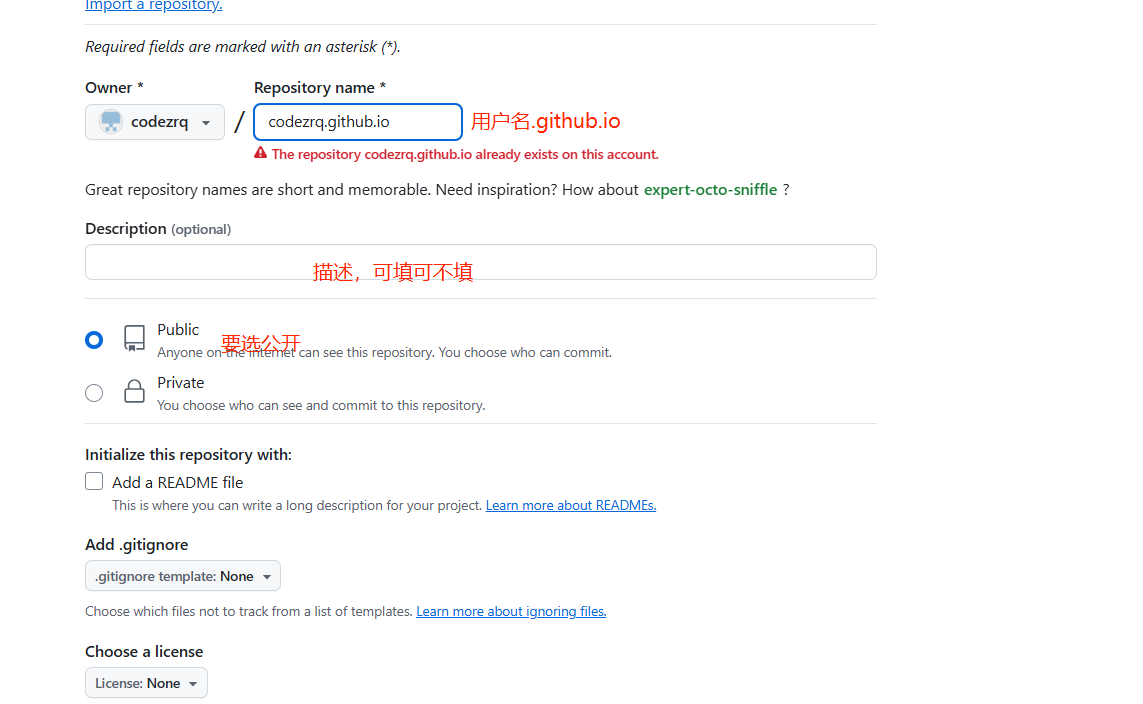 Import a repository.
Required fields are marked with an asterisk (*).
Owner * Repository name *
codezrq / codezrq.github.io 用户名.github.io
The repository codezrq.github.io already exists on this account.
Great repository names are short and memorable. Need inspiration? How about expert-octo-sniffle ?
Description (optional)
描述，可填可不填
Public
要选公开
Anyone on the internet can see this repository. You choose who can commit.
Private
You choose who can see and commit to this repository.
Initialize this repository with:
Add a README file
This is where you can write a long description for your project. Learn more about READMEs.
Add .gitignore
.gitignore template: None
Choose which files not to track from a list of templates. Learn more about ignoring files.
Choose a license
License: None